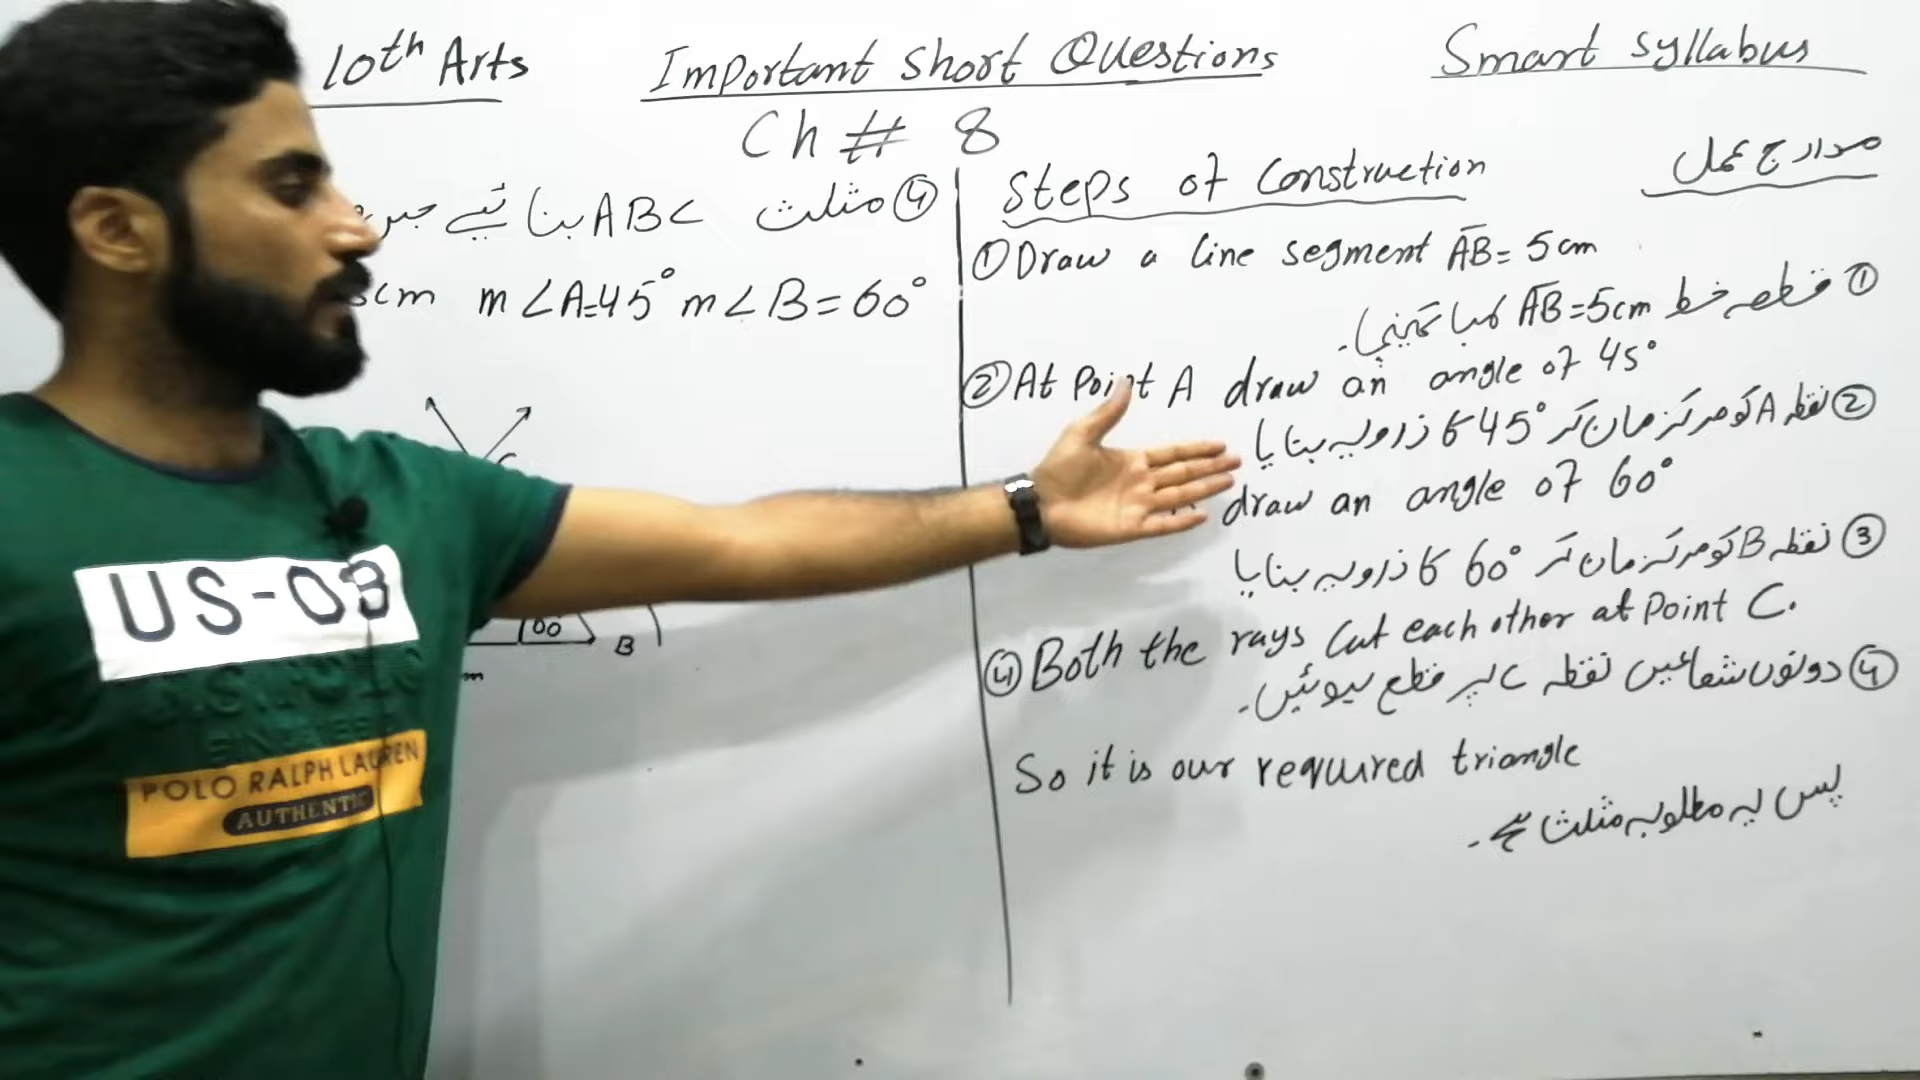 10th Arts
Important Short Questions
Smart Syllabus
Ch # 8
④ مثلث ABC بنائیے جس
cm m∠A=45° m∠B=60°
C
60
B
m
Steps of Construction
مدارج عمل
① Draw a line segment AB = 5cm
① قطعہ خط AB=5cm لمبا کھینچا۔
② At Point A draw an angle of 45°
② نقطہ A کو مرکز مان کر 45° کا زاویہ بنایا
draw an angle of 60°
③ نقطہ B کو مرکز مان کر 60° کا زاویہ بنایا
④ Both the rays Cut each other at Point C.
④ دونوں شعائیں نقطہ C پر قطع ہوئیں۔
So it is our required triangle
پس یہ مطلوبہ مثلث ہے۔
US-03
POLO RALPH LAUREN
AUTHENTIC